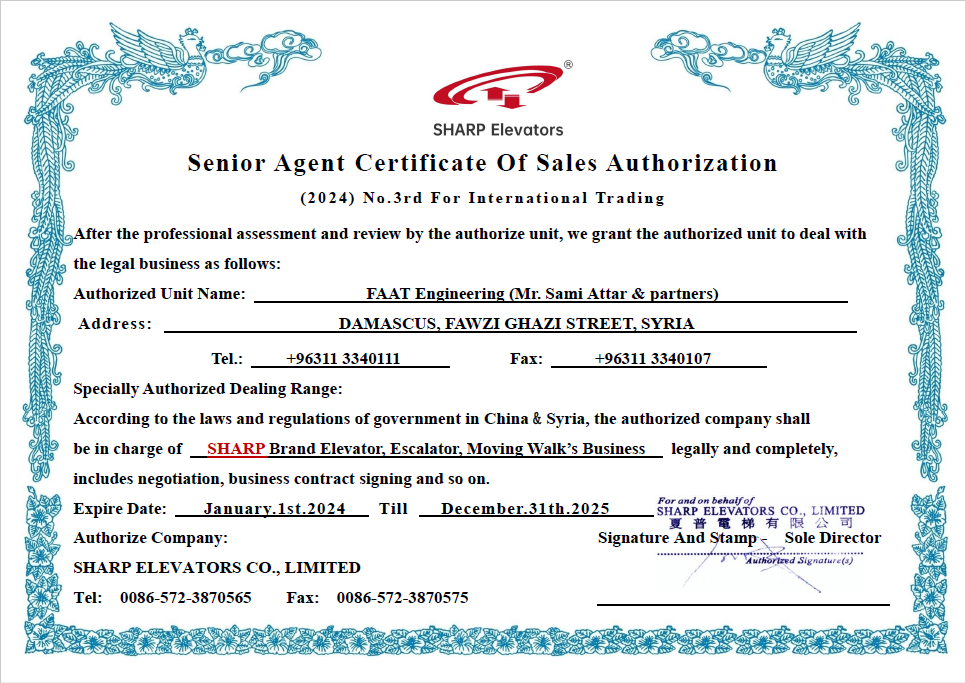 ®
SHARP Elevators
Senior Agent Certificate Of Sales Authorization
(2024) No.3rd For International Trading
After the professional assessment and review by the authorize unit, we grant the authorized unit to deal with
the legal business as follows:
Authorized Unit Name: FAAT Engineering (Mr. Sami Attar & partners)
Address: DAMASCUS, FAWZI GHAZI STREET, SYRIA
Tel.: +96311 3340111 Fax: +96311 3340107
Specially Authorized Dealing Range:
According to the laws and regulations of government in China & Syria, the authorized company shall
be in charge of SHARP Brand Elevator, Escalator, Moving Walk’s Business legally and completely,
includes negotiation, business contract signing and so on.
Expire Date: January.1st.2024 Till December.31th.2025
For and on behalf of
SHARP ELEVATORS CO., LIMITED
夏普電梯有限公司
Authorize Company: Signature And Stamp - Sole Director
Authorized Signature(s)
SHARP ELEVATORS CO., LIMITED
Tel: 0086-572-3870565 Fax: 0086-572-3870575